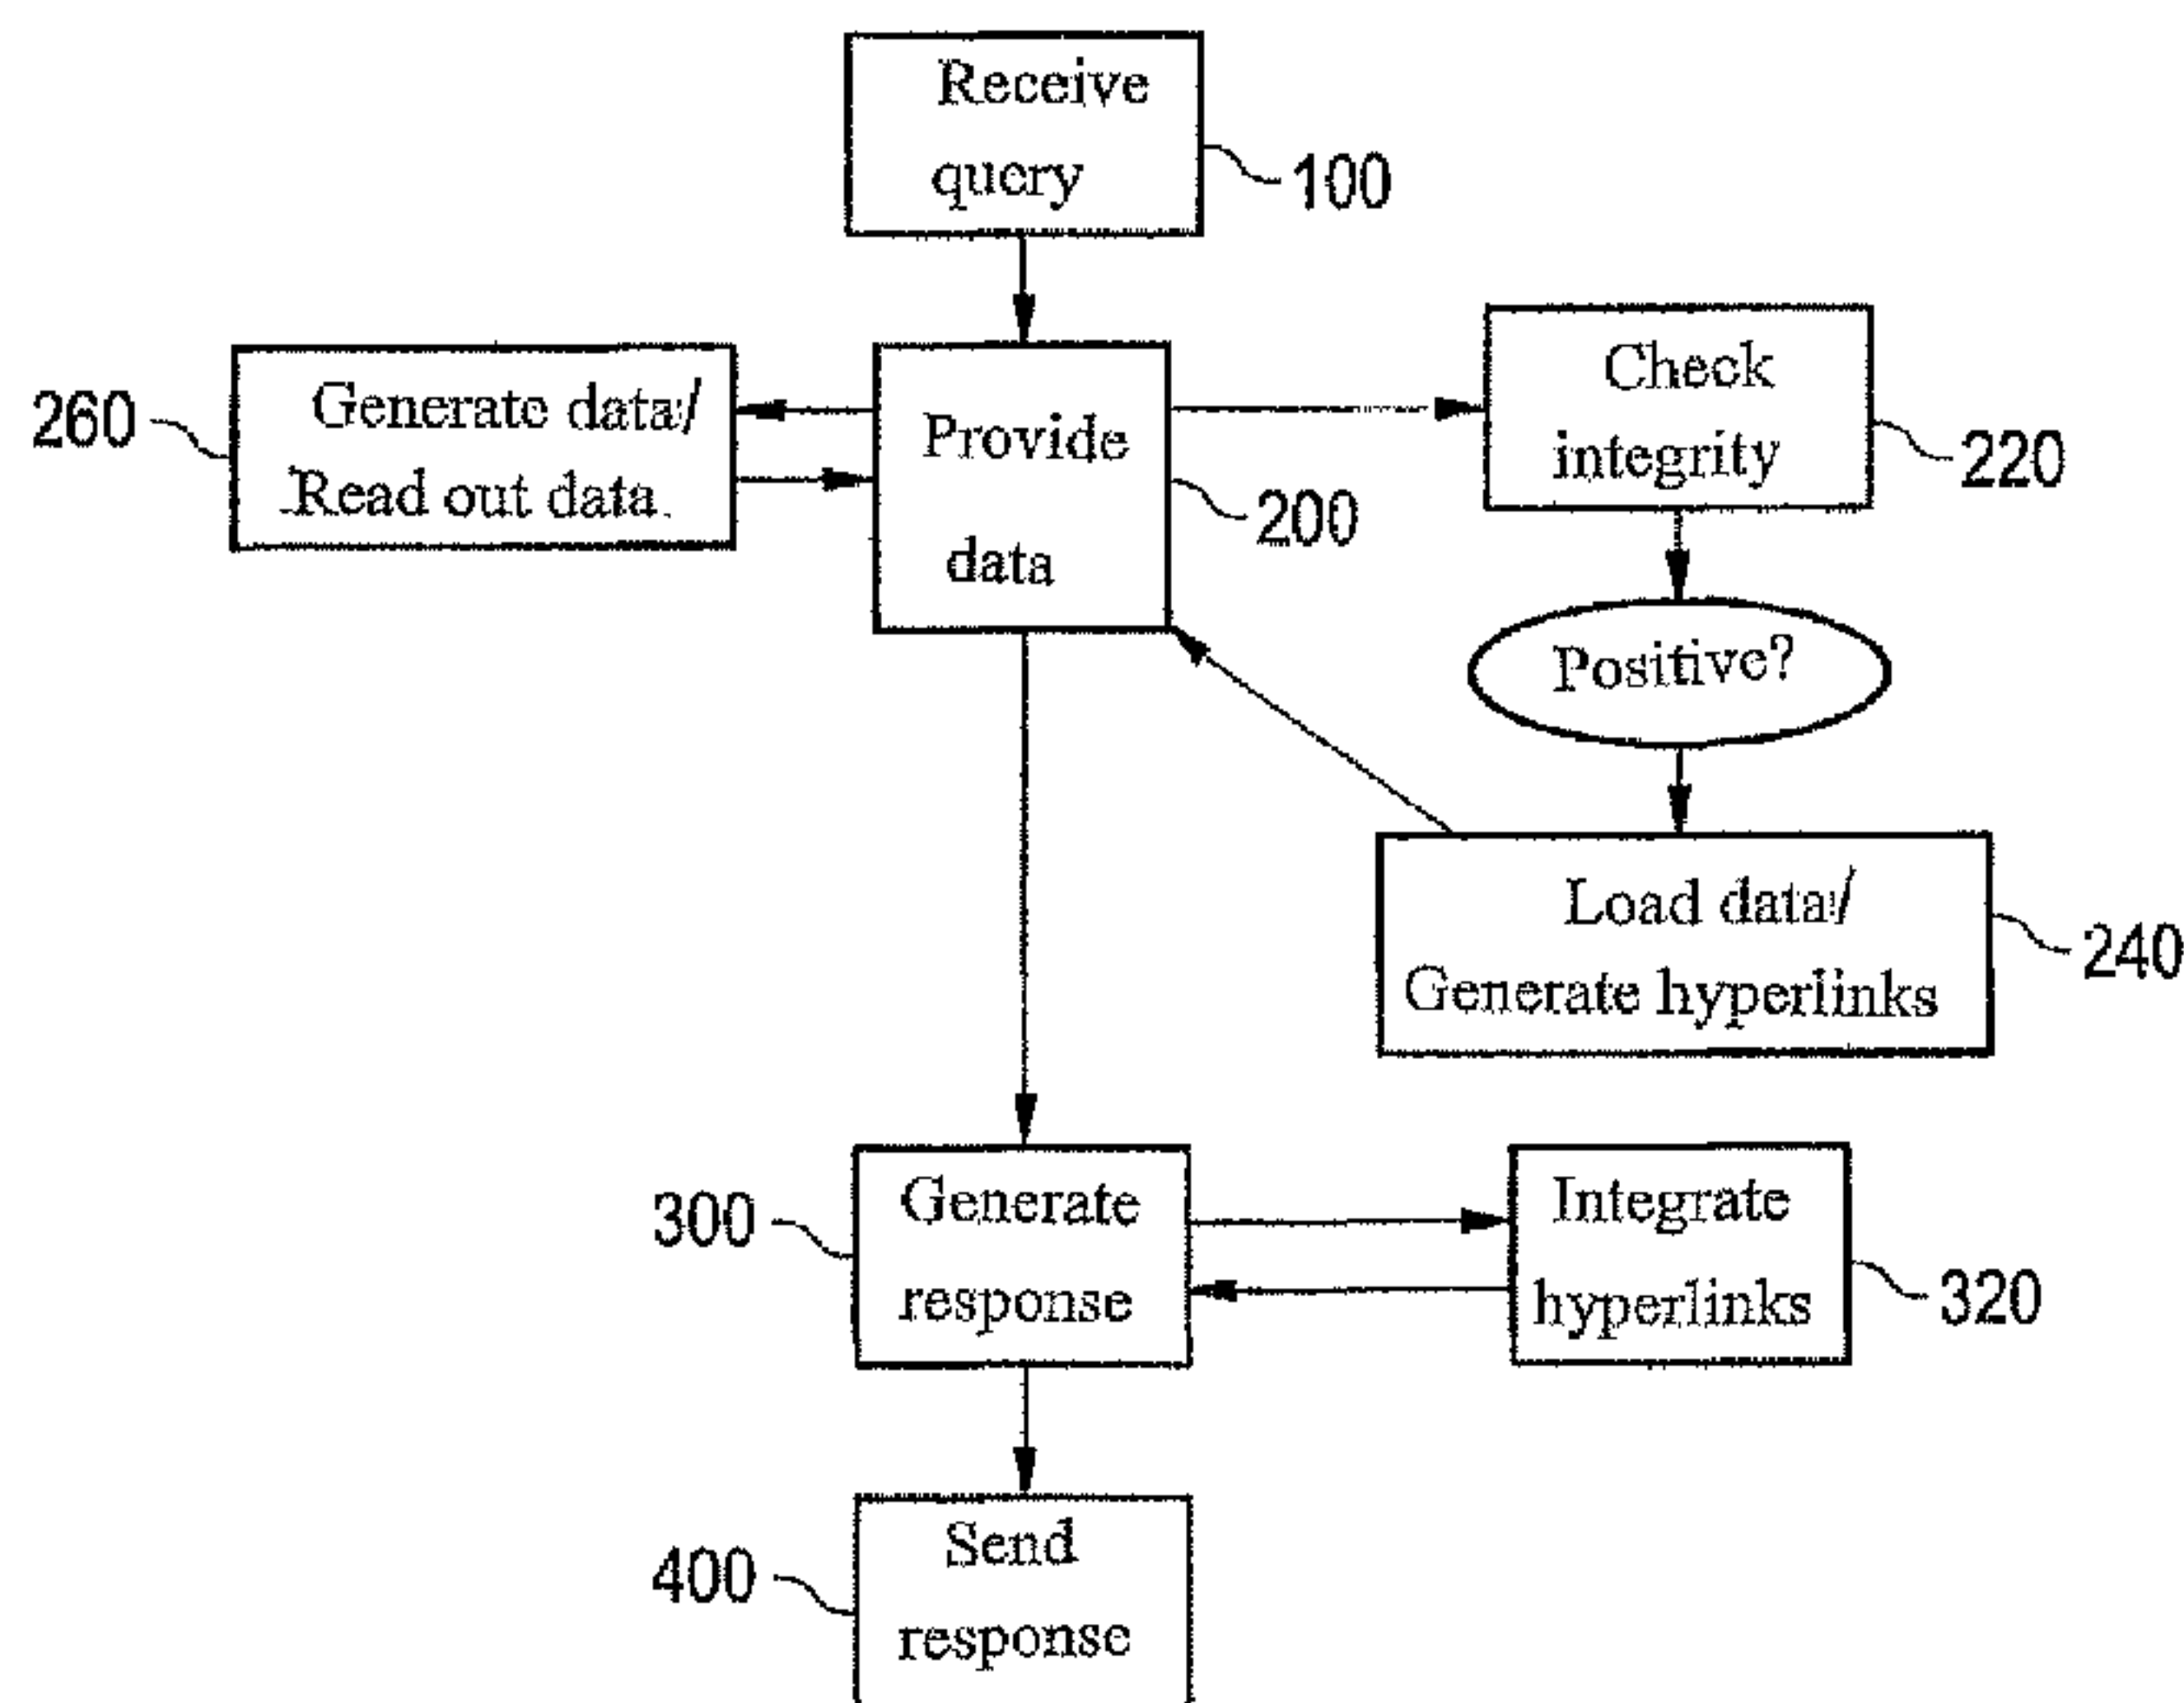 Receive
query
100
Generate data/
Read out data
260
Provide
data
200
Check
integrity
220
Positive?
Load data/
Generate hyperlinks
240
Generate
response
300
Integrate
hyperlinks
320
Send
response
400